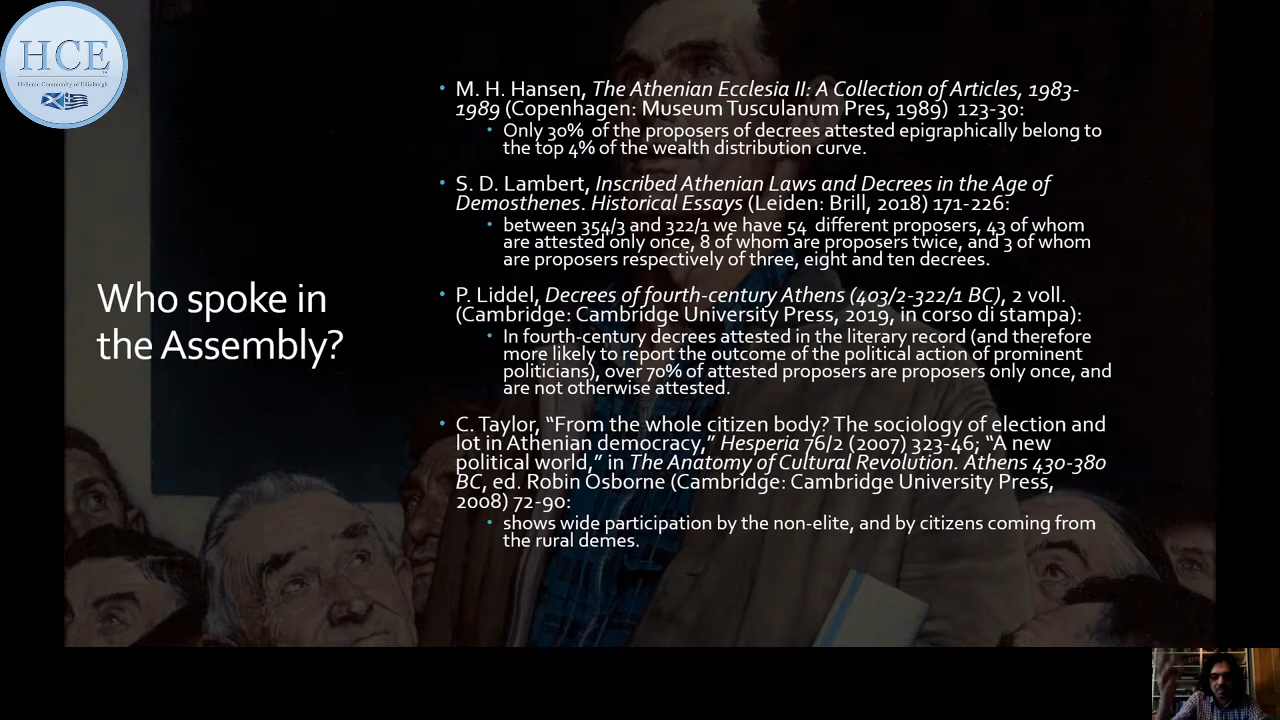 HCE
Hellenic Community of Edinburgh
Who spoke in
the Assembly?
• M. H. Hansen, The Athenian Ecclesia II: A Collection of Articles, 1983-
1989 (Copenhagen: Museum Tusculanum Pres, 1989) 123-30:
• Only 30% of the proposers of decrees attested epigraphically belong to
the top 4% of the wealth distribution curve.
• S. D. Lambert, Inscribed Athenian Laws and Decrees in the Age of
Demosthenes. Historical Essays (Leiden: Brill, 2018) 171-226:
• between 354/3 and 322/1 we have 54 different proposers, 43 of whom
are attested only once, 8 of whom are proposers twice, and 3 of whom
are proposers respectively of three, eight and ten decrees.
• P. Liddel, Decrees of fourth-century Athens (403/2-322/1 BC), 2 voll.
(Cambridge: Cambridge University Press, 2019, in corso di stampa):
• In fourth-century decrees attested in the literary record (and therefore
more likely to report the outcome of the political action of prominent
politicians), over 70% of attested proposers are proposers only once, and
are not otherwise attested.
• C. Taylor, “From the whole citizen body? The sociology of election and
lot in Athenian democracy,” Hesperia 76/2 (2007) 323-46; “A new
political world,” in The Anatomy of Cultural Revolution. Athens 430-380
BC, ed. Robin Osborne (Cambridge: Cambridge University Press,
2008) 72-90:
• shows wide participation by the non-elite, and by citizens coming from
the rural demes.